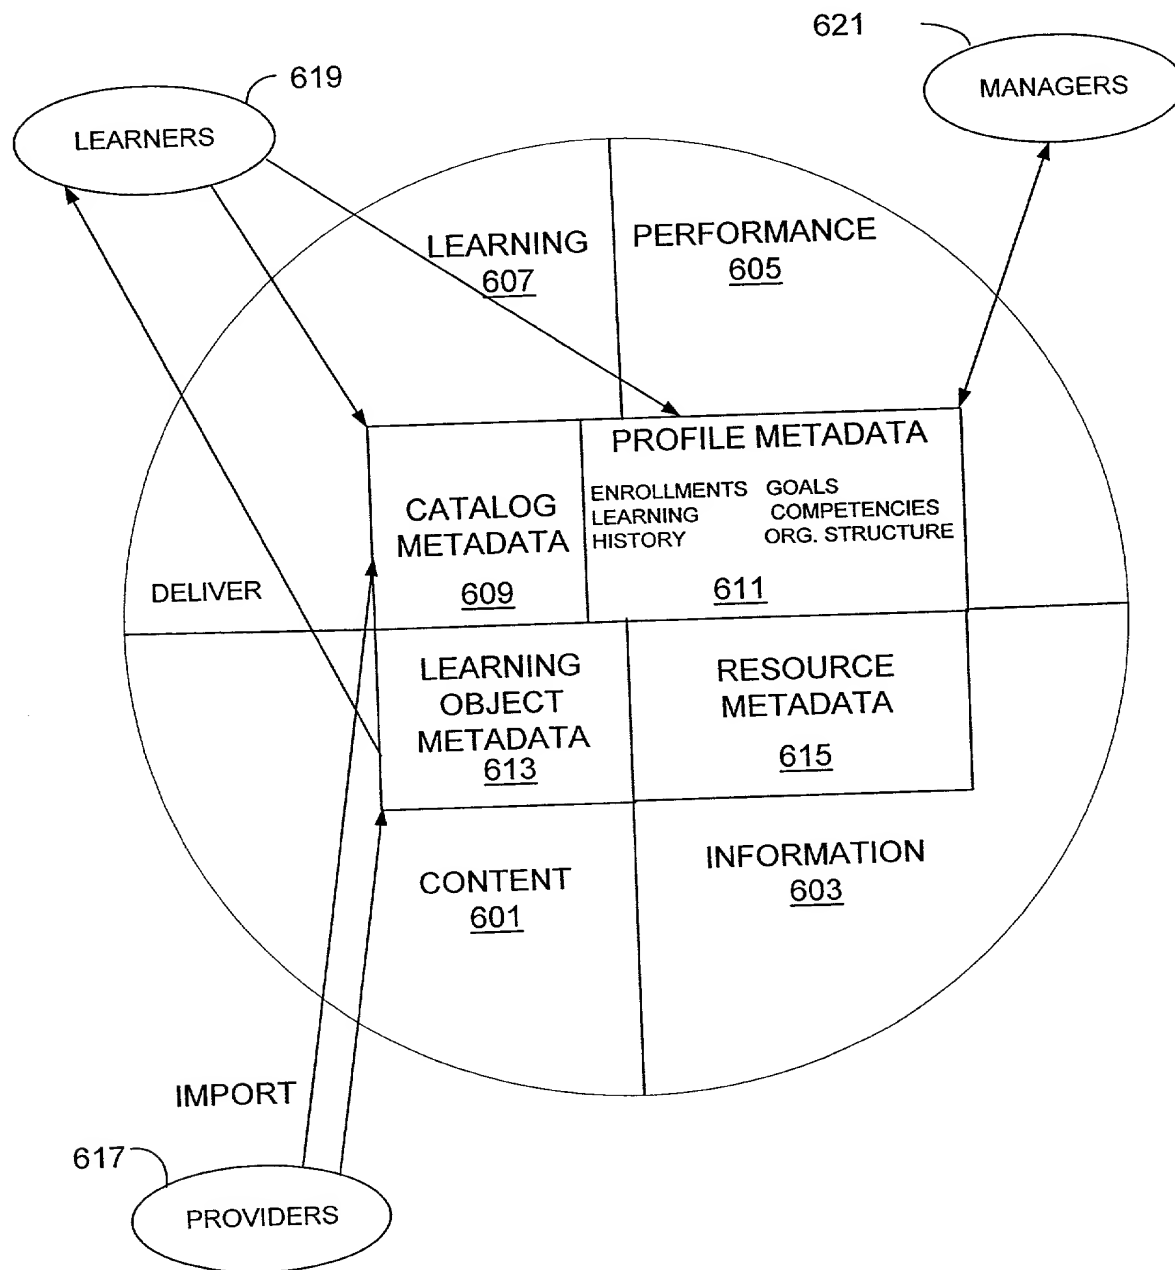 621
MANAGERS
619
LEARNERS
LEARNING
607
PERFORMANCE
605
PROFILE METADATA
ENROLLMENTS GOALS
LEARNING COMPETENCIES
HISTORY ORG. STRUCTURE
611
CATALOG
METADATA
609
DELIVER
LEARNING
OBJECT
METADATA
613
RESOURCE
METADATA
615
CONTENT
601
INFORMATION
603
IMPORT
617
PROVIDERS